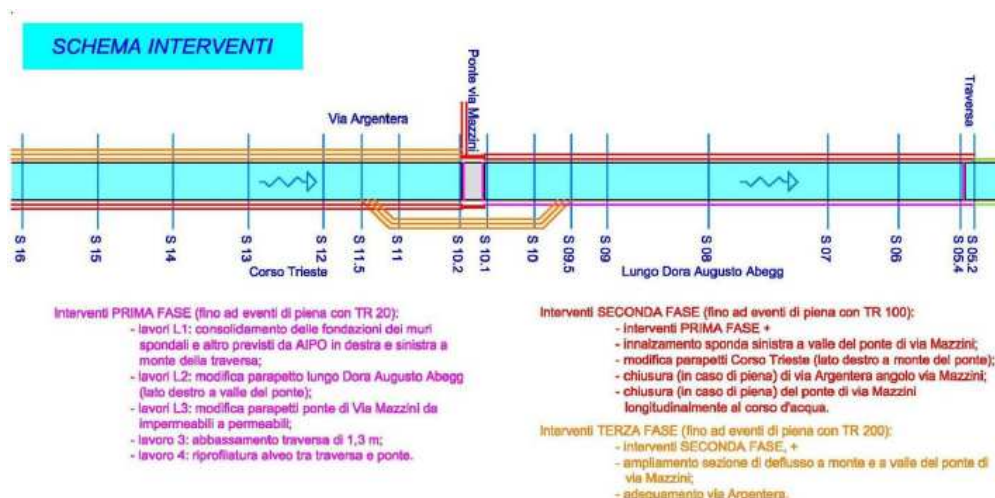 SCHEMA INTERVENTI
Ponte via Mazzini
Traversa
Via Argentera
S 16
S 15
S 14
S 13
S 12
S 11.5
S 11
S 10.2
S 10.1
S 10
S 09.5
S 09
S 08
S 07
S 06
S 05.4
S 05.2
Corso Trieste
Lungo Dora Augusto Abegg
Interventi PRIMA FASE (fino ad eventi di piena con TR 20):
- lavori L1: consolidamento delle fondazioni dei muri
spondali e altro previsti da AIPO in destra e sinistra a
monte della traversa;
- lavori L2: modifica parapetto lungo Dora Augusto Abegg
(lato destro a valle del ponte);
- lavori L3: modifica parapetti ponte di Via Mazzini da
impermeabili a permeabili;
- lavoro 3: abbassamento traversa di 1,3 m;
- lavoro 4: riprofilatura alveo tra traversa e ponte.
Interventi SECONDA FASE (fino ad eventi di piena con TR 100):
- interventi PRIMA FASE +
- innalzamento sponda sinistra a valle del ponte di via Mazzini;
- modifica parapetti Corso Trieste (lato destro a monte del ponte);
- chiusura (in caso di piena) di via Argentera angolo via Mazzini;
- chiusura (in caso di piena) del ponte di via Mazzini
longitudinalmente al corso d'acqua.
Interventi TERZA FASE (fino ad eventi di piena con TR 200):
- interventi SECONDA FASE, +
- ampliamento sezione di deflusso a monte e a valle del ponte di
via Mazzini;
- adeguamento via Argentera.